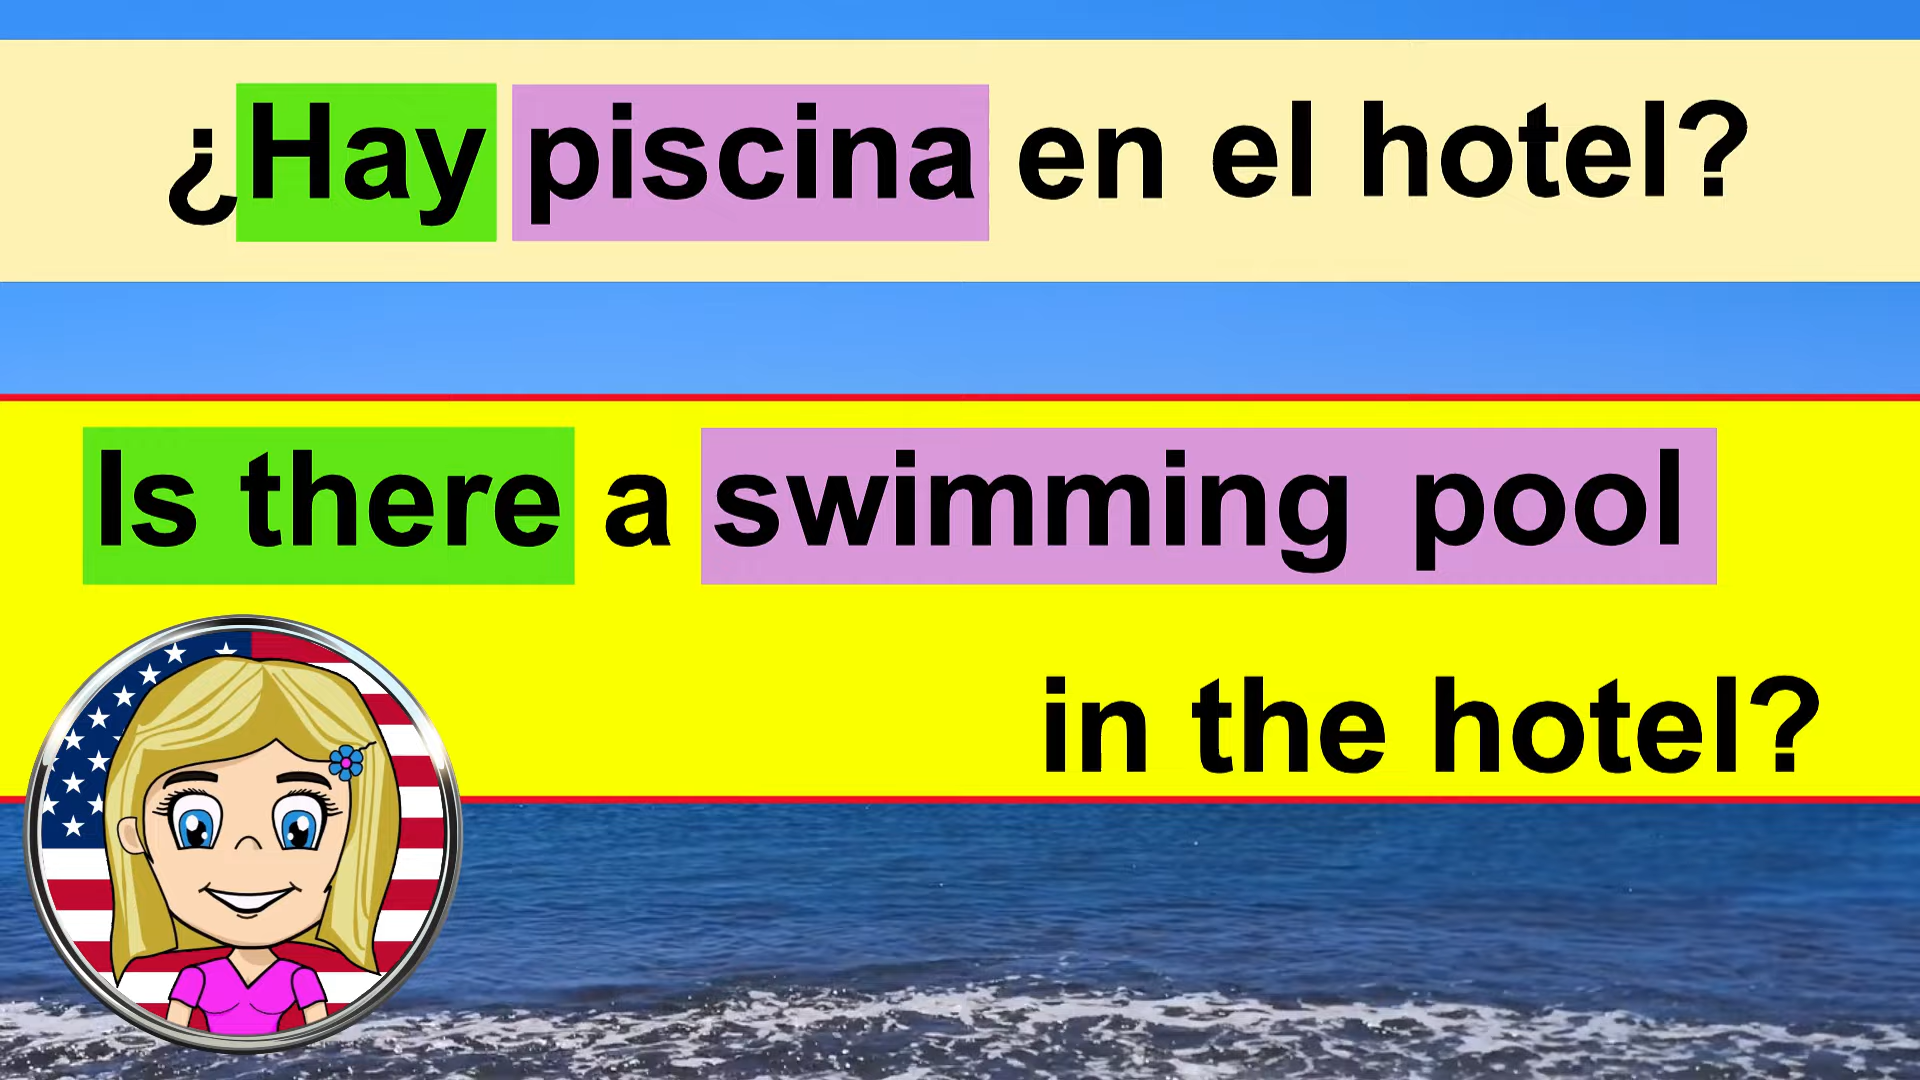 ¿Hay piscina en el hotel?
Is there a swimming pool
in the hotel?